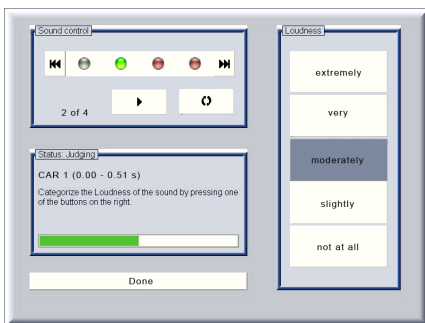 Sound control
2 of 4
Status: Judging
CAR 1 (0.00 - 0.51 s)
Categorize the Loudness of the sound by pressing one
of the buttons on the right.
Done
Loudness
extremely
very
moderately
slightly
not at all